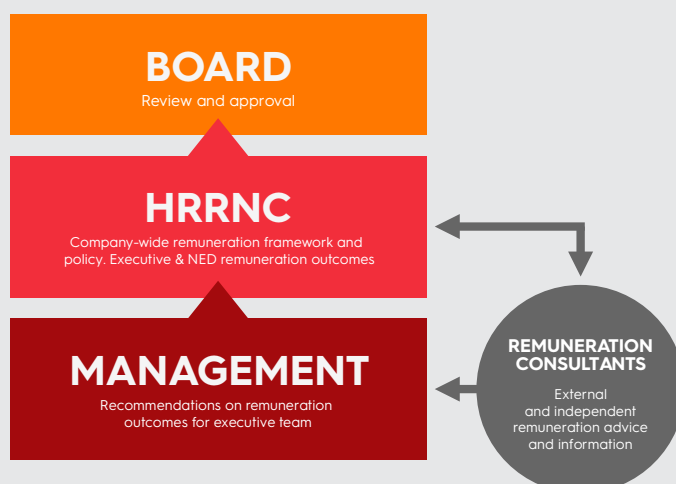 BOARD
Review and approval
HRRNC
Company-wide remuneration framework and
policy. Executive & NED remuneration outcomes
MANAGEMENT
Recommendations on remuneration
outcomes for executive team
REMUNERATION
CONSULTANTS
External
and independent
remuneration advice
and information